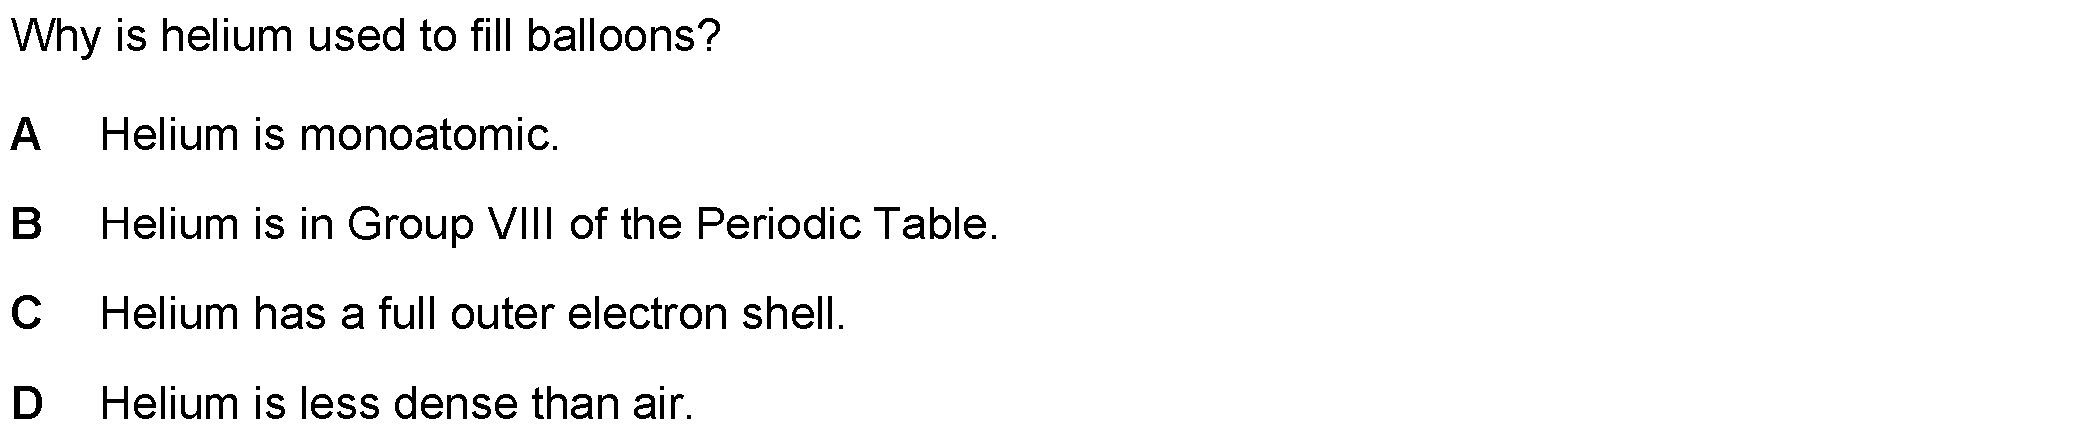 Why is helium used to fill balloons?
A Helium is monoatomic.
B Helium is in Group VIII of the Periodic Table.
C Helium has a full outer electron shell.
D Helium is less dense than air.